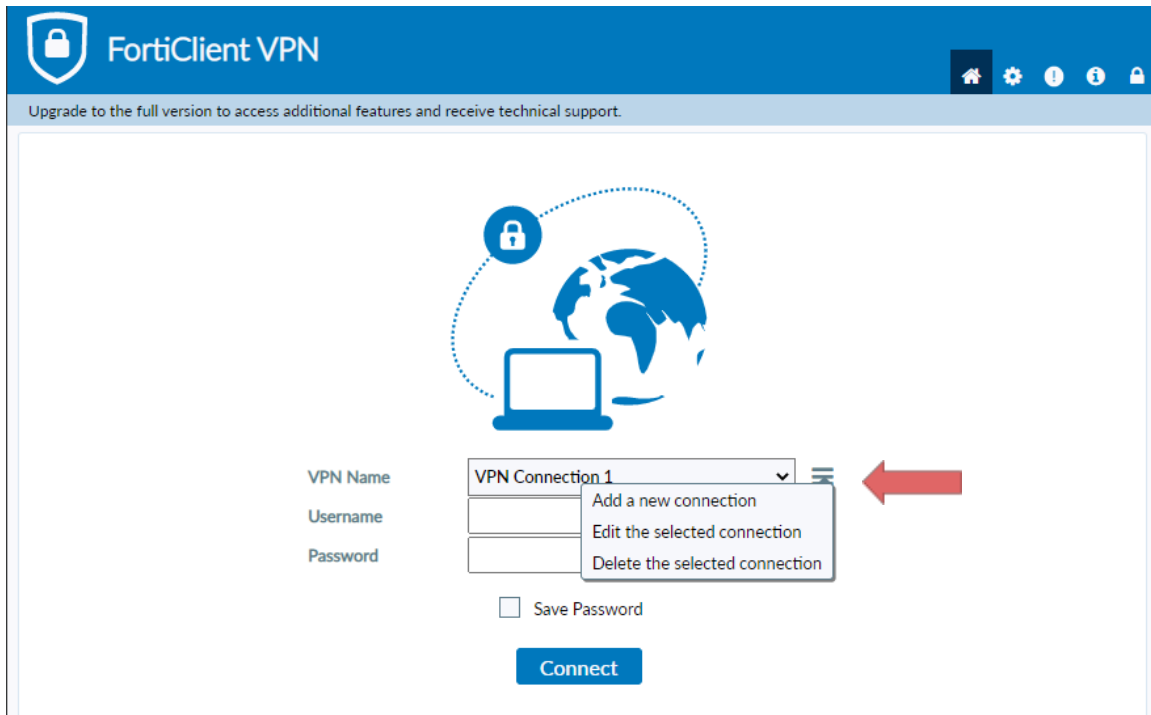 FortiClient VPN
Upgrade to the full version to access additional features and receive technical support.
VPN Name
VPN Connection 1
Add a new connection
Username
Edit the selected connection
Password
Delete the selected connection
Save Password
Connect